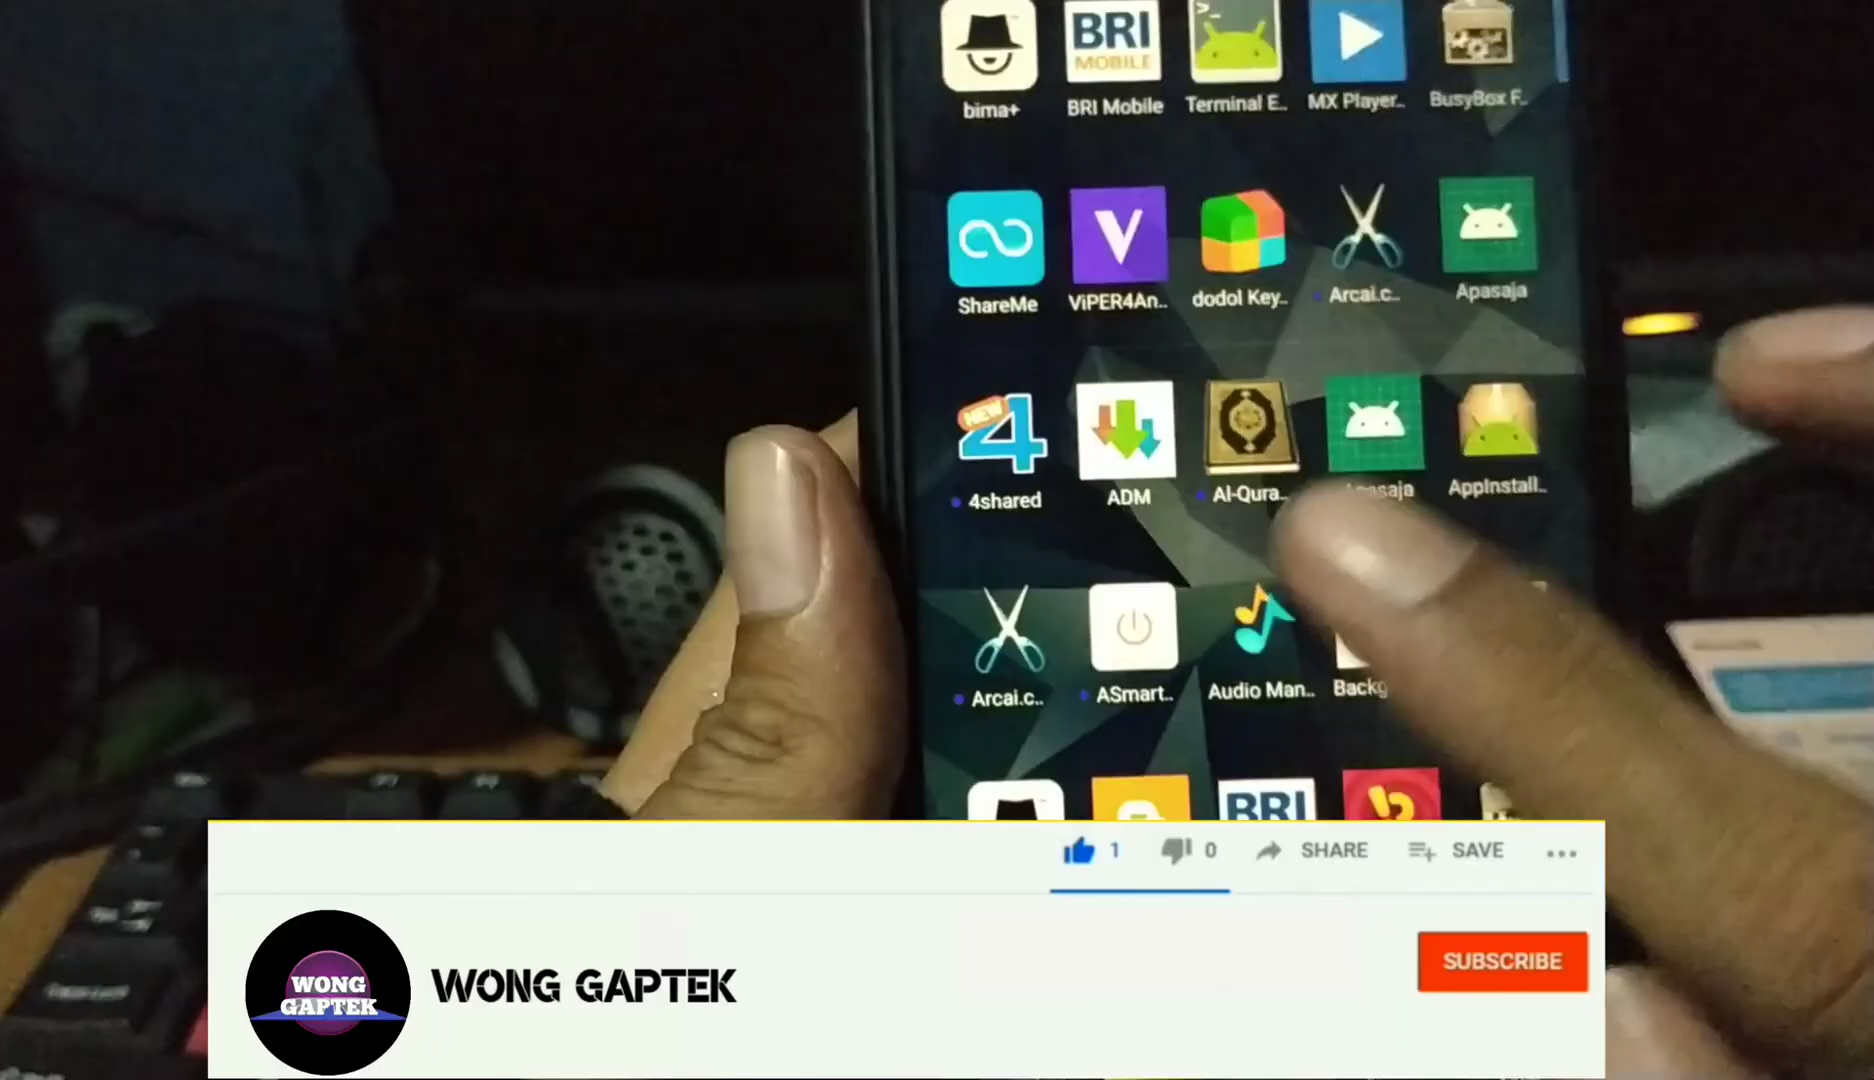 BRI
MOBILE
bima+
BRI Mobile
Terminal E..
MX Player..
BusyBox F..
V
ShareMe
ViPER4An..
dodol Key..
Arcai.c..
Apasaja
NEW
4
4shared
ADM
Al-Qura..
AppInstall..
Arcai.c..
ASmart..
Audio Man..
Backg
BRI
1
0
SHARE
SAVE
WONG
GAPTEK
WONG GAPTEK
SUBSCRIBE